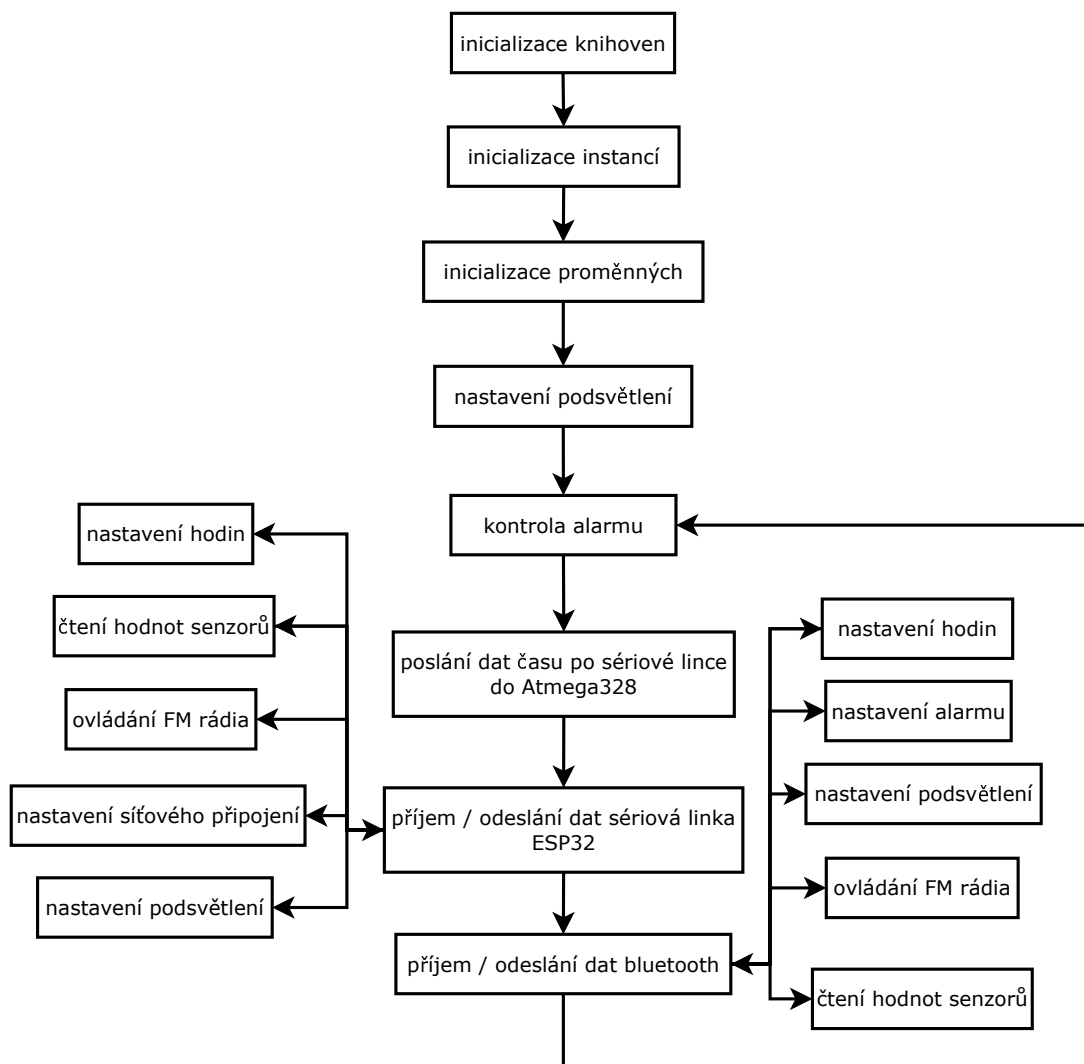 inicializace knihoven
inicializace instancí
inicializace proměnných
nastavení podsvětlení
kontrola alarmu
poslání dat času po sériové lince
do Atmega328
příjem / odeslání dat sériová linka
ESP32
příjem / odeslání dat bluetooth
nastavení hodin
čtení hodnot senzorů
ovládání FM rádia
nastavení síťového připojení
nastavení podsvětlení
nastavení hodin
nastavení alarmu
nastavení podsvětlení
ovládání FM rádia
čtení hodnot senzorů